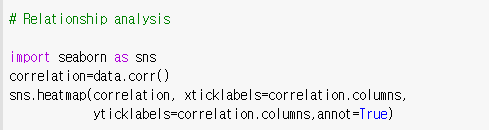 # Relationship analysis
import seaborn as sns
correlation=data.corr()
sns.heatmap(correlation, xticklabels=correlation.columns,
yticklabels=correlation.columns,annot=True)